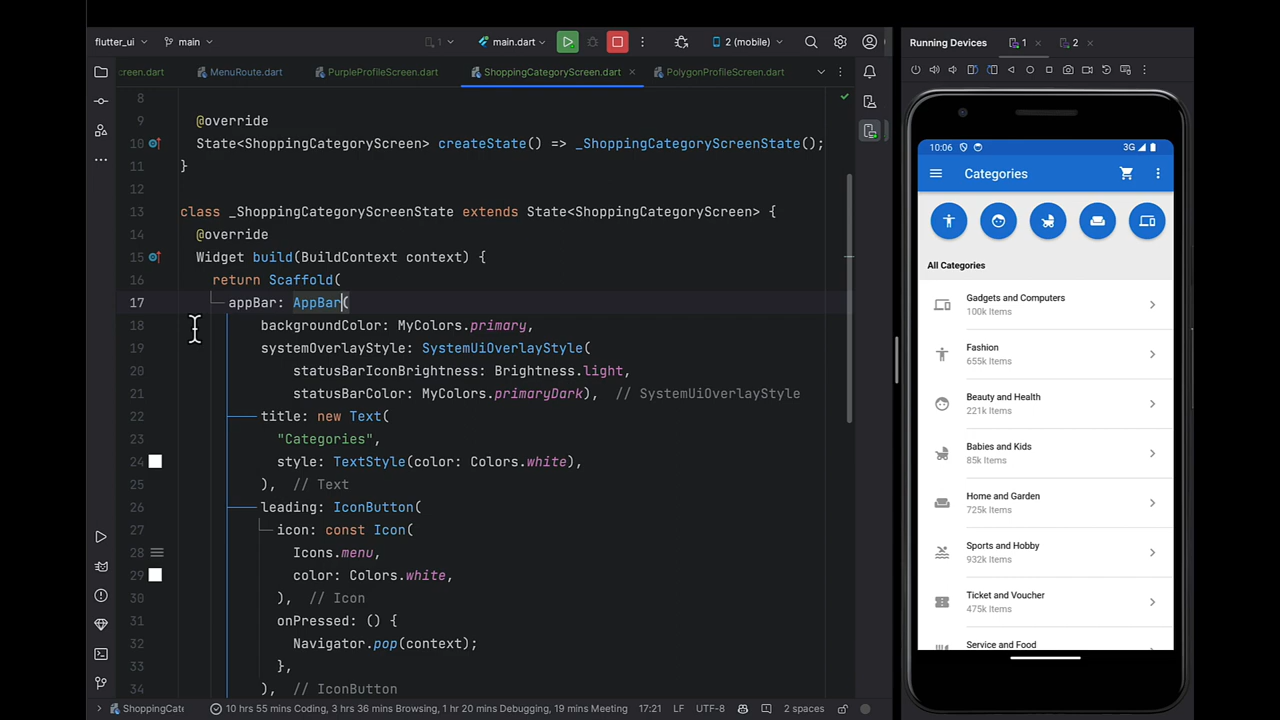 flutter_ui
main
1
main.dart
2 (mobile)
Running Devices
1
2
creen.dart
MenuRoute.dart
PurpleProfileScreen.dart
ShoppingCategoryScreen.dart
PolygonProfileScreen.dart
8
9 @override
10 State<ShoppingCategoryScreen> createState() => _ShoppingCategoryScreenState();
11 }
12
13 class _ShoppingCategoryScreenState extends State<ShoppingCategoryScreen> {
14 @override
15 Widget build(BuildContext context) {
16 return Scaffold(
17 appBar: AppBar(
18 backgroundColor: MyColors.primary,
19 systemOverlayStyle: SystemUiOverlayStyle(
20 statusBarIconBrightness: Brightness.light,
21 statusBarColor: MyColors.primaryDark), // SystemUiOverlayStyle
22 title: new Text(
23 "Categories",
24 style: TextStyle(color: Colors.white),
25 ), // Text
26 leading: IconButton(
27 icon: const Icon(
28 Icons.menu,
29 color: Colors.white,
30 ), // Icon
31 onPressed: () {
32 Navigator.pop(context);
33 },
34 ), // IconButton
10:06
3G
Categories
All Categories
Gadgets and Computers
100k Items
Fashion
655k Items
Beauty and Health
221k Items
Babies and Kids
85k Items
Home and Garden
725k Items
Sports and Hobby
932k Items
Ticket and Voucher
475k Items
Service and Food
ShoppingCate
10 hrs 55 mins Coding, 3 hrs 36 mins Browsing, 1 hr 20 mins Debugging, 19 mins Meeting
17:21
LF
UTF-8
2 spaces